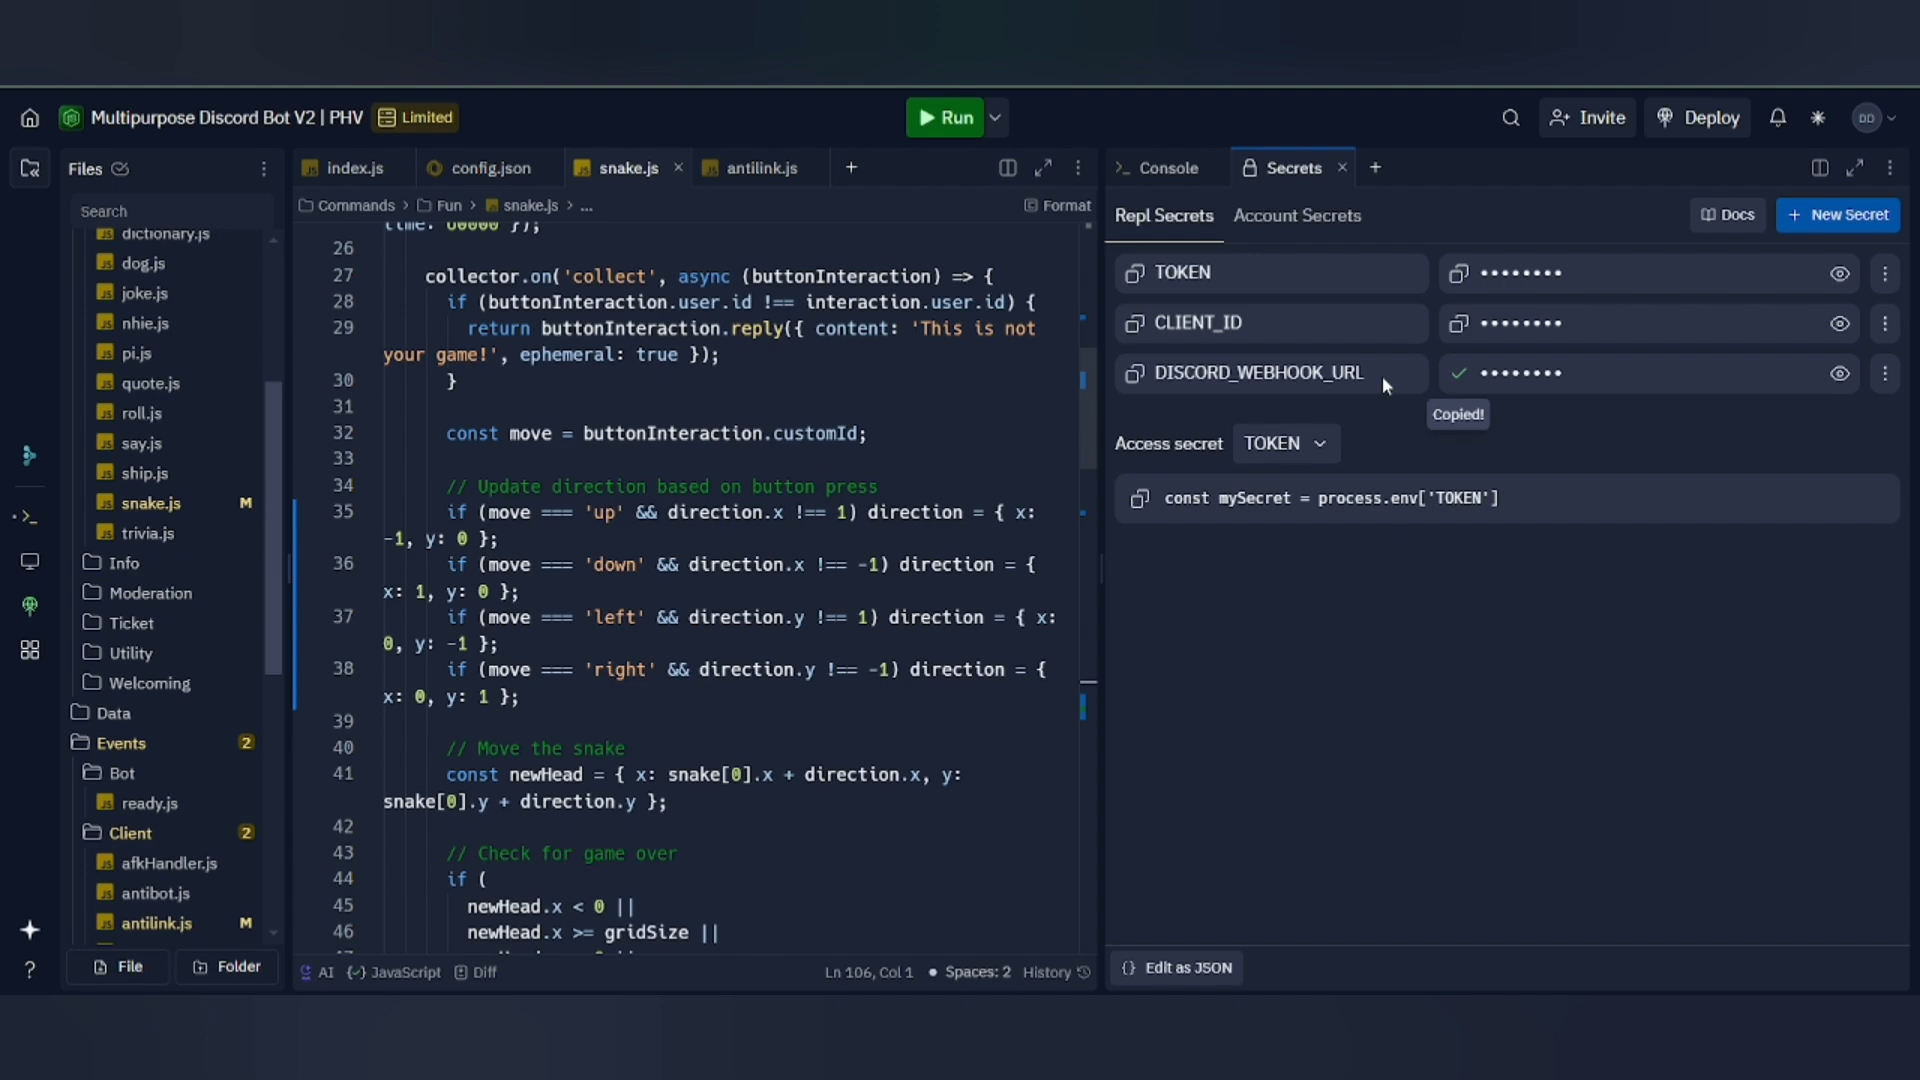 Multipurpose Discord Bot V2 | PHV
Limited
Run
Invite
Deploy
DD
Files
Search
dictionary.js
dog.js
joke.js
nhie.js
pi.js
quote.js
roll.js
say.js
ship.js
snake.js M
trivia.js
Info
Moderation
Ticket
Utility
Welcoming
Data
Events 2
Bot
ready.js
Client 2
afkHandler.js
antibot.js
antilink.js M
File
Folder
index.js
config.json
snake.js
antilink.js
Commands > Fun > snake.js > ...
Format
time: 60000 });
26
27 collector.on('collect', async (buttonInteraction) => {
28 if (buttonInteraction.user.id !== interaction.user.id) {
29 return buttonInteraction.reply({ content: 'This is not
your game!', ephemeral: true });
30 }
31
32 const move = buttonInteraction.customId;
33
34 // Update direction based on button press
35 if (move === 'up' && direction.x !== 1) direction = { x:
-1, y: 0 };
36 if (move === 'down' && direction.x !== -1) direction = {
x: 1, y: 0 };
37 if (move === 'left' && direction.y !== 1) direction = { x:
0, y: -1 };
38 if (move === 'right' && direction.y !== -1) direction = {
x: 0, y: 1 };
39
40 // Move the snake
41 const newHead = { x: snake[0].x + direction.x, y:
snake[0].y + direction.y };
42
43 // Check for game over
44 if (
45 newHead.x < 0 ||
46 newHead.x >= gridSize ||
AI
JavaScript
Diff
Ln 106, Col 1
Spaces: 2
History
Console
Secrets
Repl Secrets
Account Secrets
Docs
+ New Secret
TOKEN ••••••••
CLIENT_ID ••••••••
DISCORD_WEBHOOK_URL ••••••••
Copied!
Access secret TOKEN
const mySecret = process.env['TOKEN']
{} Edit as JSON